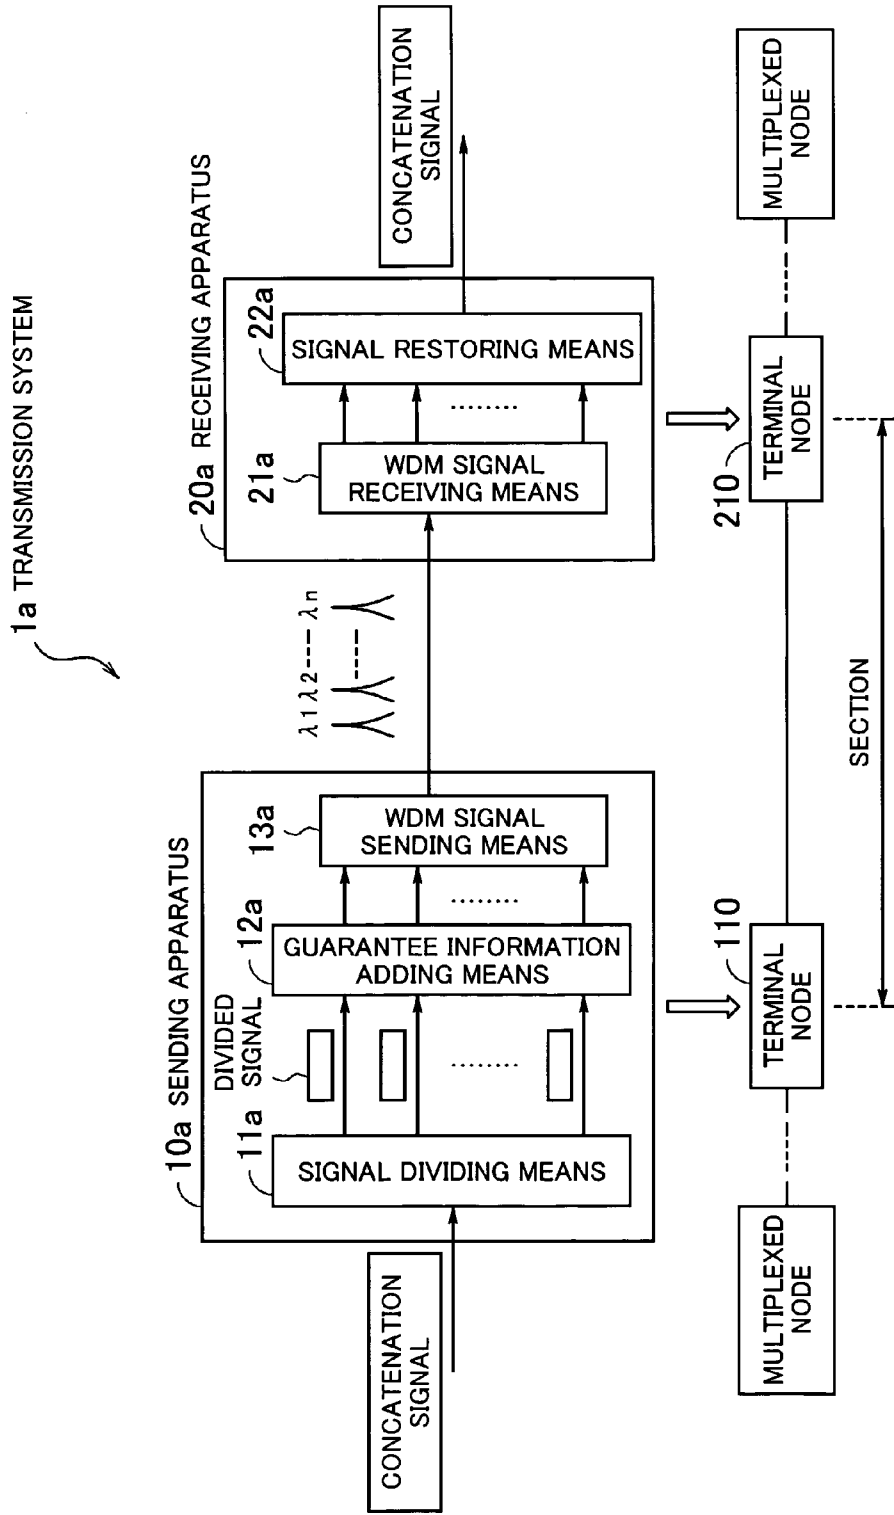 1a TRANSMISSION SYSTEM
10a SENDING APPARATUS
20a RECEIVING APPARATUS
CONCATENATION
SIGNAL
11a
SIGNAL DIVIDING MEANS
DIVIDED
SIGNAL
12a
GUARANTEE INFORMATION
ADDING MEANS
13a
WDM SIGNAL
SENDING MEANS
λ1 λ2 λn
21a
WDM SIGNAL
RECEIVING MEANS
22a
SIGNAL RESTORING MEANS
CONCATENATION
SIGNAL
MULTIPLEXED
NODE
110
TERMINAL
NODE
210
TERMINAL
NODE
MULTIPLEXED
NODE
SECTION